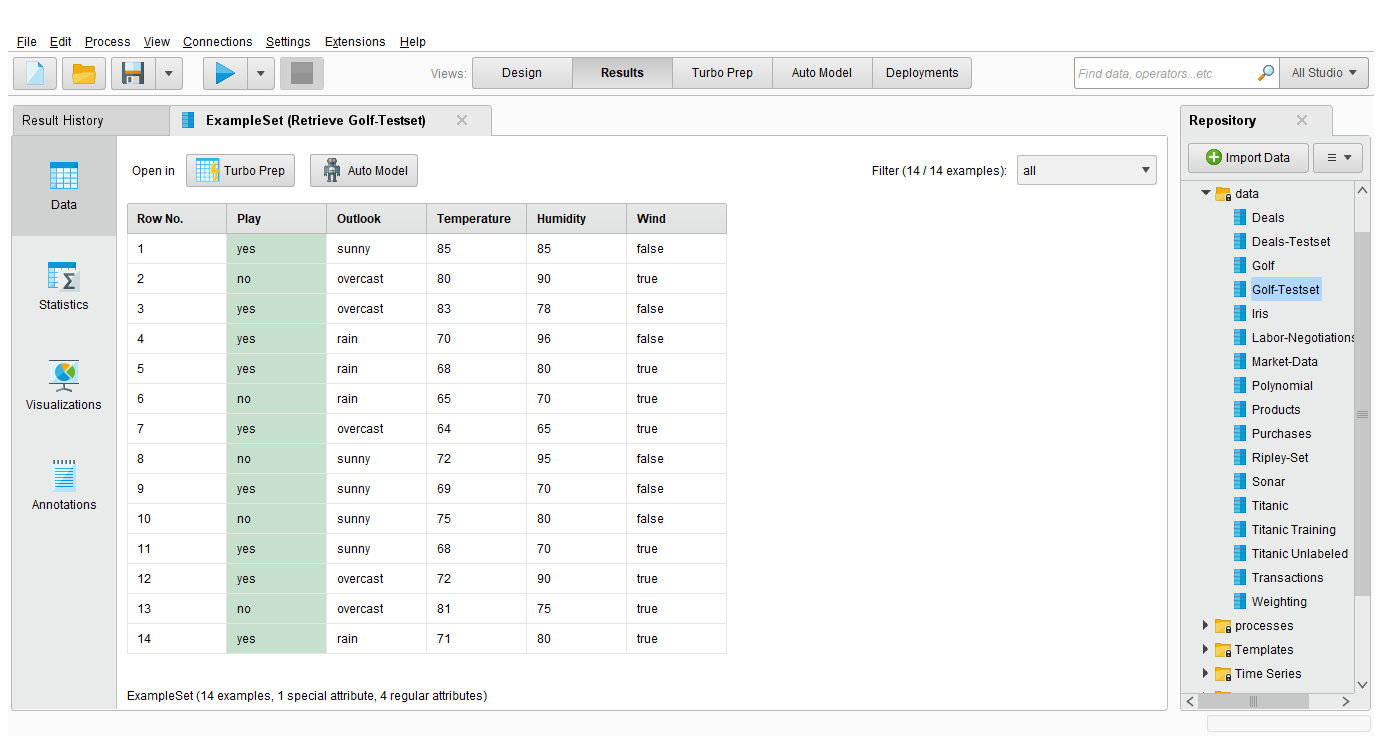 File Edit Process View Connections Settings Extensions Help
Views: Design Results Turbo Prep Auto Model Deployments
Find data, operators...etc All Studio
Result History ExampleSet (Retrieve Golf-Testset)
Data
Statistics
Visualizations
Annotations
Open in Turbo Prep Auto Model Filter (14 / 14 examples): all
Row No. Play Outlook Temperature Humidity Wind
1 yes sunny 85 85 false
2 no overcast 80 90 true
3 yes overcast 83 78 false
4 yes rain 70 96 false
5 yes rain 68 80 true
6 no rain 65 70 true
7 yes overcast 64 65 true
8 no sunny 72 95 false
9 yes sunny 69 70 false
10 no sunny 75 80 false
11 yes sunny 68 70 true
12 yes overcast 72 90 true
13 no overcast 81 75 true
14 yes rain 71 80 true
ExampleSet (14 examples, 1 special attribute, 4 regular attributes)
Repository
Import Data
data
Deals
Deals-Testset
Golf
Golf-Testset
Iris
Labor-Negotiations
Market-Data
Polynomial
Products
Purchases
Ripley-Set
Sonar
Titanic
Titanic Training
Titanic Unlabeled
Transactions
Weighting
processes
Templates
Time Series